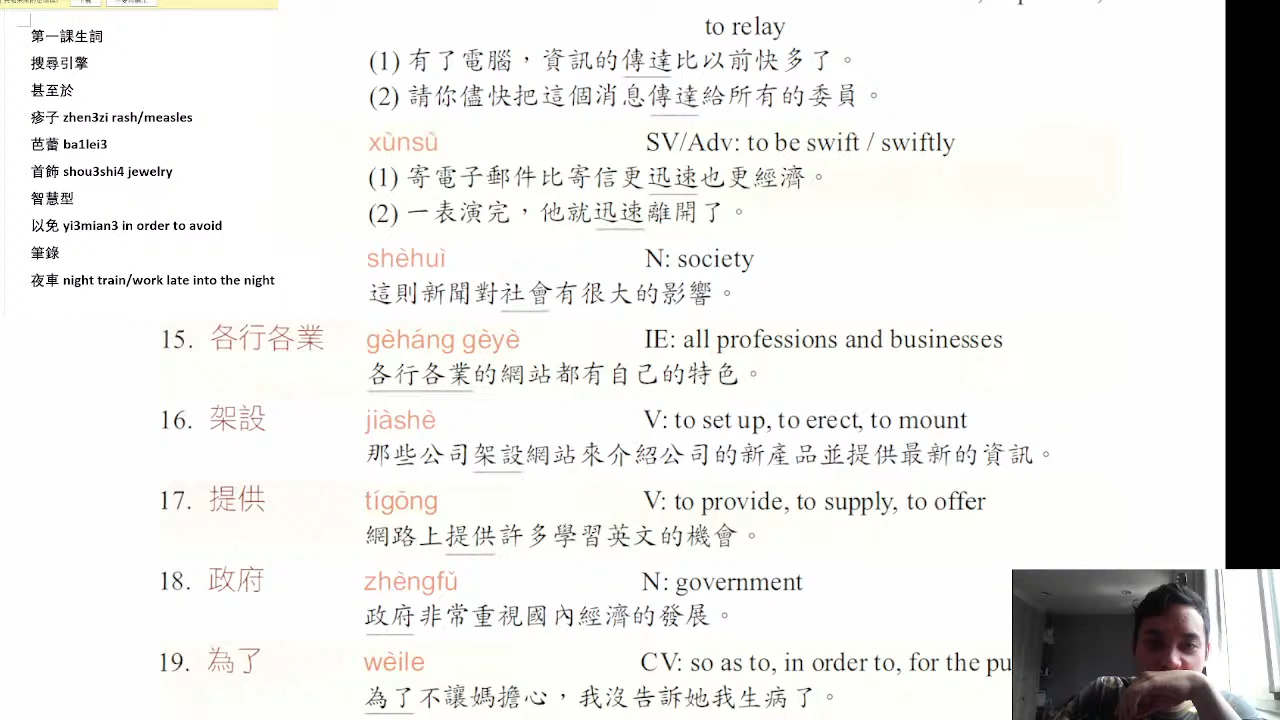 第一課生詞
搜尋引擎
甚至於
疹子 zhen3zi rash/measles
芭蕾 ba1lei3
首飾 shou3shi4 jewelry
智慧型
以免 yi3mian3 in order to avoid
筆錄
夜車 night train/work late into the night
to relay
(1) 有了電腦，資訊的傳達比以前快多了。
(2) 請你儘快把這個消息傳達給所有的委員。
xùnsù SV/Adv: to be swift / swiftly
(1) 寄電子郵件比寄信更迅速也更經濟。
(2) 一表演完，他就迅速離開了。
shèhuì N: society
這則新聞對社會有很大的影響。
15. 各行各業 gèháng gèyè IE: all professions and businesses
各行各業的網站都有自己的特色。
16. 架設 jiàshè V: to set up, to erect, to mount
那些公司架設網站來介紹公司的新產品並提供最新的資訊。
17. 提供 tígōng V: to provide, to supply, to offer
網路上提供許多學習英文的機會。
18. 政府 zhèngfǔ N: government
政府非常重視國內經濟的發展。
19. 為了 wèile CV: so as to, in order to, for the pu
為了不讓媽擔心，我沒告訴她我生病了。